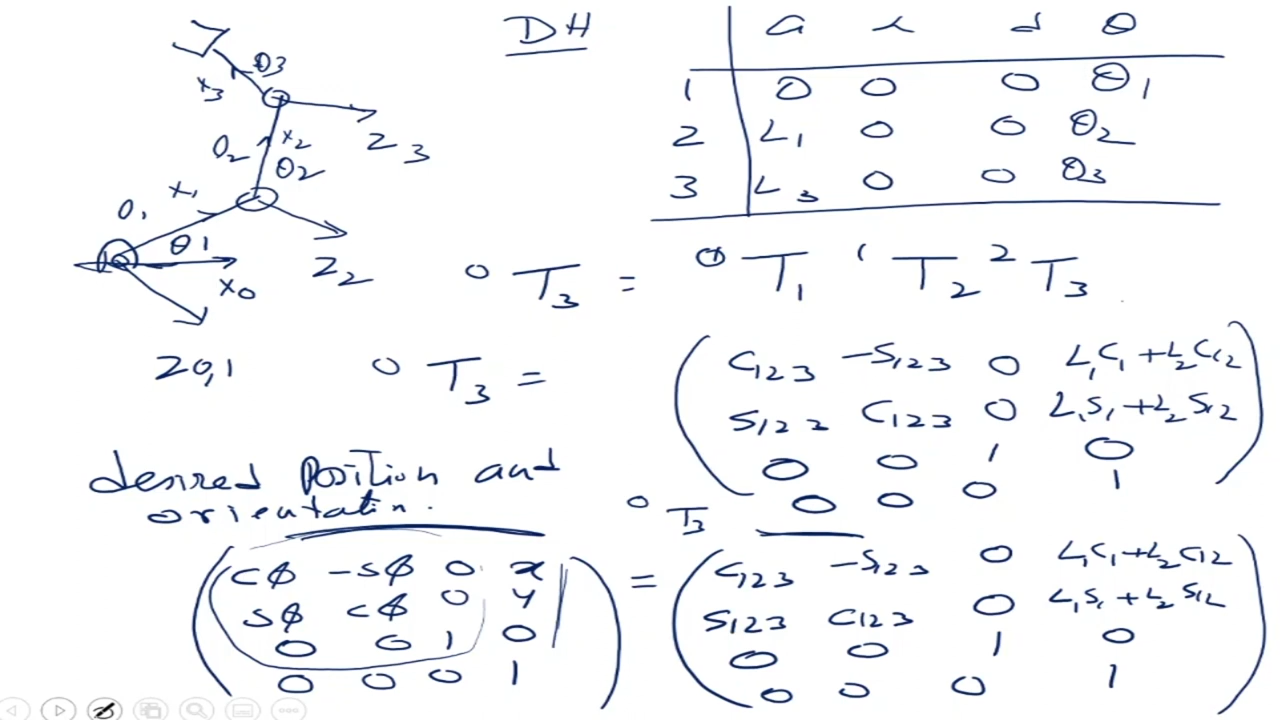 DH
a α d θ
1 0 0 0 θ1
2 L1 0 0 θ2
3 L3 0 0 θ3
θ3
x3
z3
O2 x2
θ2
x1
O1
θ1
x0
z2
z0,1
0T3 = 0T1 1T2 2T3
0T3 =
C123 -S123 0 L1C1+L2C12
S123 C123 0 L1S1+L2S12
0 0 1 0
0 0 0 1
desired position and
orientatin.
0T3
cϕ -sϕ 0 x
sϕ cϕ 0 y
0 0 1 0
0 0 0 1
=
C123 -S123 0 L1C1+L2C12
S123 C123 0 L1S1+L2S12
0 0 1 0
0 0 0 1